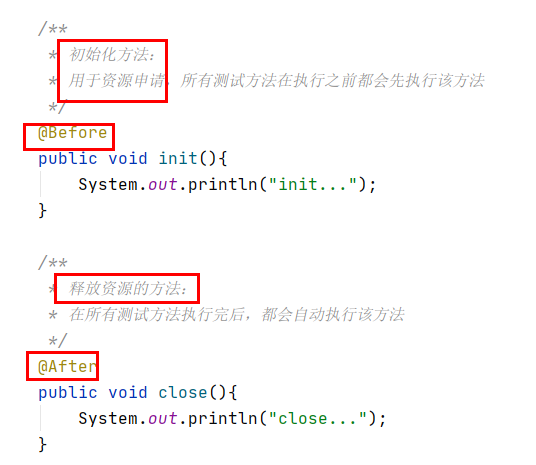 /**
* 初始化方法：
* 用于资源申请，所有测试方法在执行之前都会先执行该方法
*/
@Before
public void init(){
System.out.println("init...");
}
/**
* 释放资源的方法：
* 在所有测试方法执行完后，都会自动执行该方法
*/
@After
public void close(){
System.out.println("close...");
}